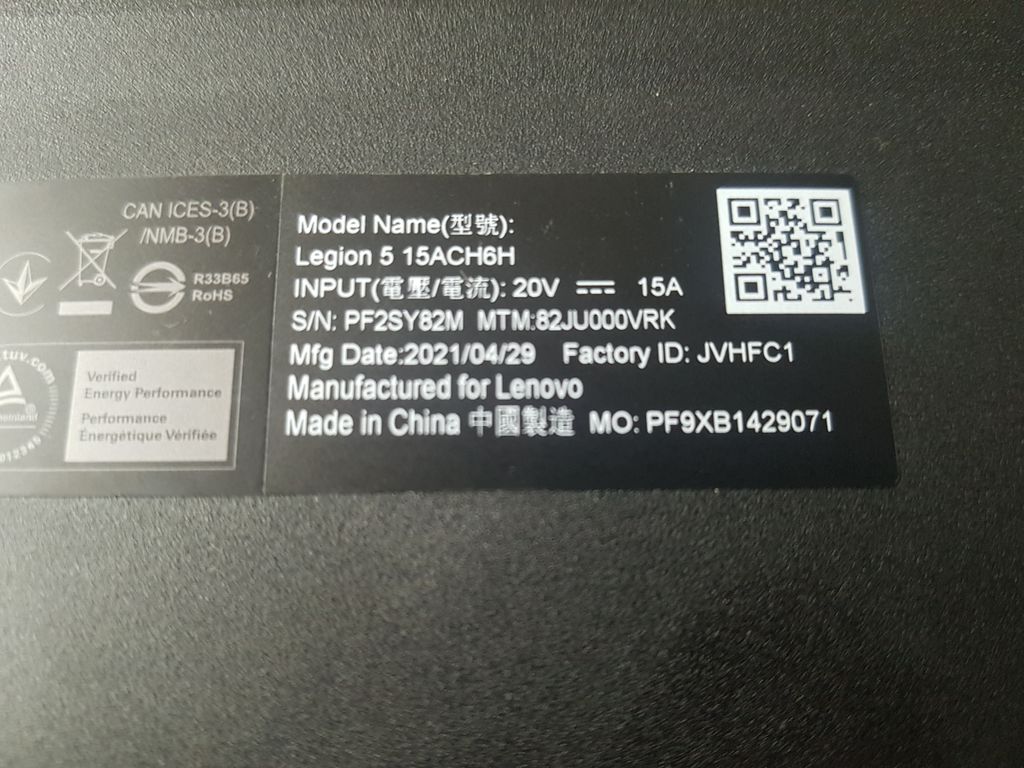 CAN ICES-3(B)
/NMB-3(B)
R33B65
RoHS
Verified
Energy Performance
Performance
Énergétique Vérifiée
Model Name(型號):
Legion 5 15ACH6H
INPUT(電壓/電流): 20V ⎓ 15A
S/N: PF2SY82M MTM:82JU000VRK
Mfg Date:2021/04/29 Factory ID: JVHFC1
Manufactured for Lenovo
Made in China 中國製造 MO: PF9XB1429071